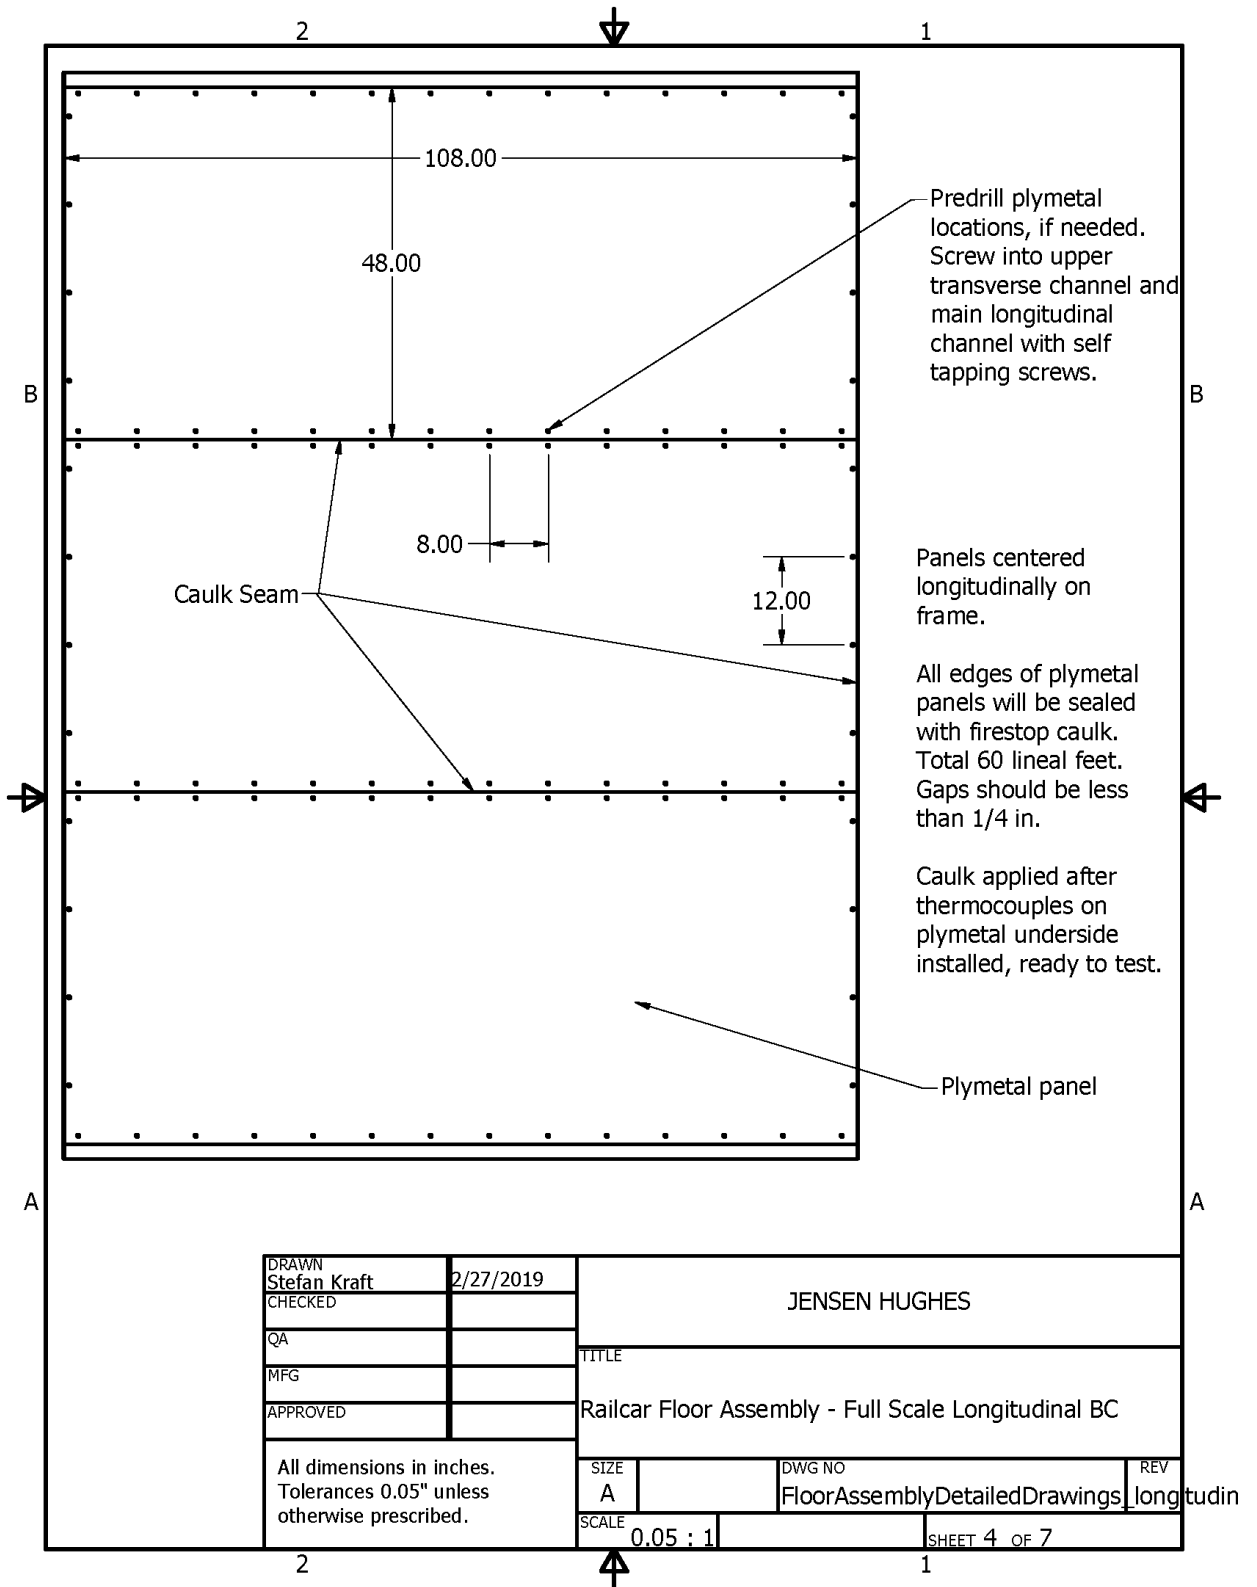 2
1
108.00
48.00
Predrill plymetal
locations, if needed.
Screw into upper
transverse channel and
main longitudinal
channel with self
tapping screws.
B
B
8.00
12.00
Caulk Seam
Panels centered
longitudinally on
frame.
All edges of plymetal
panels will be sealed
with firestop caulk.
Total 60 lineal feet.
Gaps should be less
than 1/4 in.
Caulk applied after
thermocouples on
plymetal underside
installed, ready to test.
Plymetal panel
A
A
DRAWN
Stefan Kraft
2/27/2019
CHECKED
QA
MFG
APPROVED
JENSEN HUGHES
TITLE
Railcar Floor Assembly - Full Scale Longitudinal BC
All dimensions in inches.
Tolerances 0.05" unless
otherwise prescribed.
SIZE
A
DWG NO
FloorAssemblyDetailedDrawings_longitudin
REV
SCALE
0.05 : 1
SHEET 4 OF 7
2
1